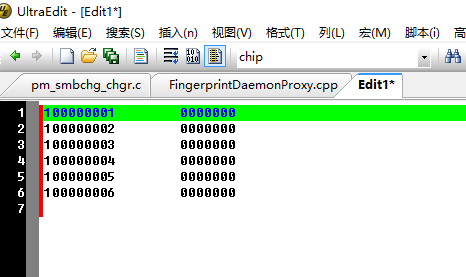 UltraEdit - [Edit1*]
文件(F) 编辑(E) 搜索(S) 插入(n) 视图(V) 格式(T) 列(L) 宏(M) 脚本(i)
chip
pm_smbchg_chgr.c FingerprintDaemonProxy.cpp Edit1*
1 100000001 0000000
2 100000002 0000000
3 100000003 0000000
4 100000004 0000000
5 100000005 0000000
6 100000006 0000000
7